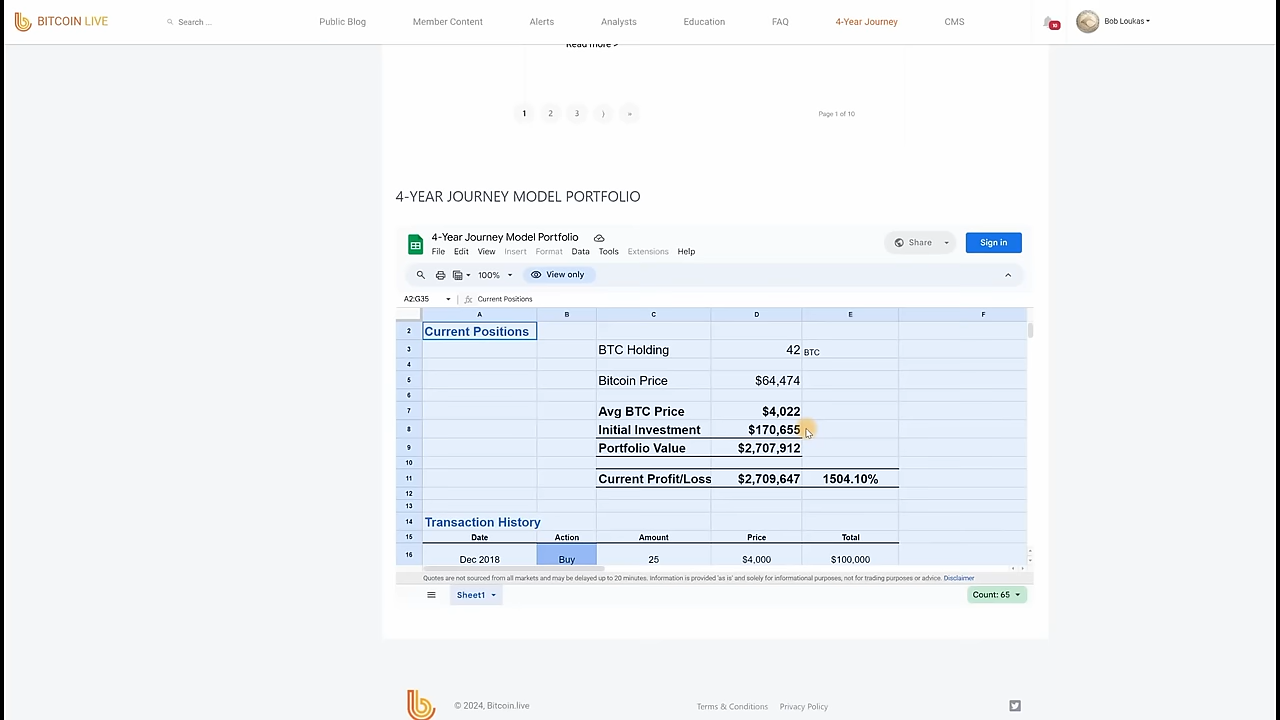 BITCOIN LIVE
Search ...
Public Blog
Member Content
Alerts
Analysts
Education
FAQ
4-Year Journey
CMS
10
Bob Loukas
Read more >
1 2 3 ⟩ »
Page 1 of 10
4-YEAR JOURNEY MODEL PORTFOLIO
4-Year Journey Model Portfolio
File Edit View Insert Format Data Tools Extensions Help
Share
Sign in
100%
View only
A2:G35
fx Current Positions
A B C D E F
2 Current Positions
3 BTC Holding 42 BTC
4
5 Bitcoin Price $64,474
6
7 Avg BTC Price $4,022
8 Initial Investment $170,655
9 Portfolio Value $2,707,912
10
11 Current Profit/Loss $2,709,647 1504.10%
12
13
14 Transaction History
15 Date Action Amount Price Total
16 Dec 2018 Buy 25 $4,000 $100,000
Quotes are not sourced from all markets and may be delayed up to 20 minutes. Information is provided 'as is' and solely for informational purposes, not for trading purposes or advice. Disclaimer
Sheet1
Count: 65
© 2024, Bitcoin.live
Terms & Conditions
Privacy Policy